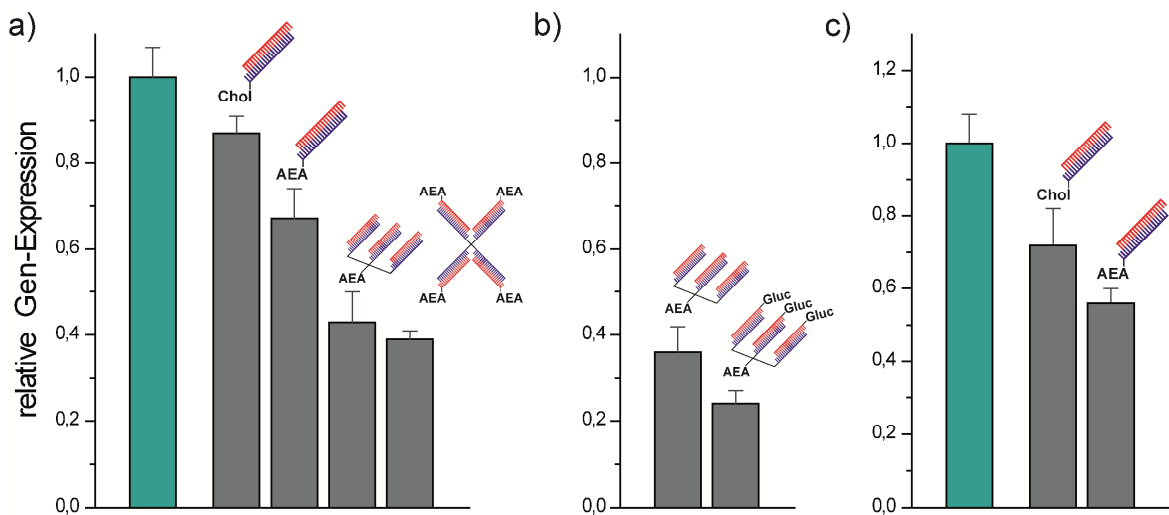 a)
relative Gen-Expression
1,0
0,8
0,6
0,4
0,2
0,0
Chol
AEA
AEA
AEA AEA
AEA AEA
b)
1,0
0,8
0,6
0,4
0,2
0,0
AEA
Gluc
Gluc
Gluc
AEA
c)
1,2
1,0
0,8
0,6
0,4
0,2
0,0
Chol
AEA